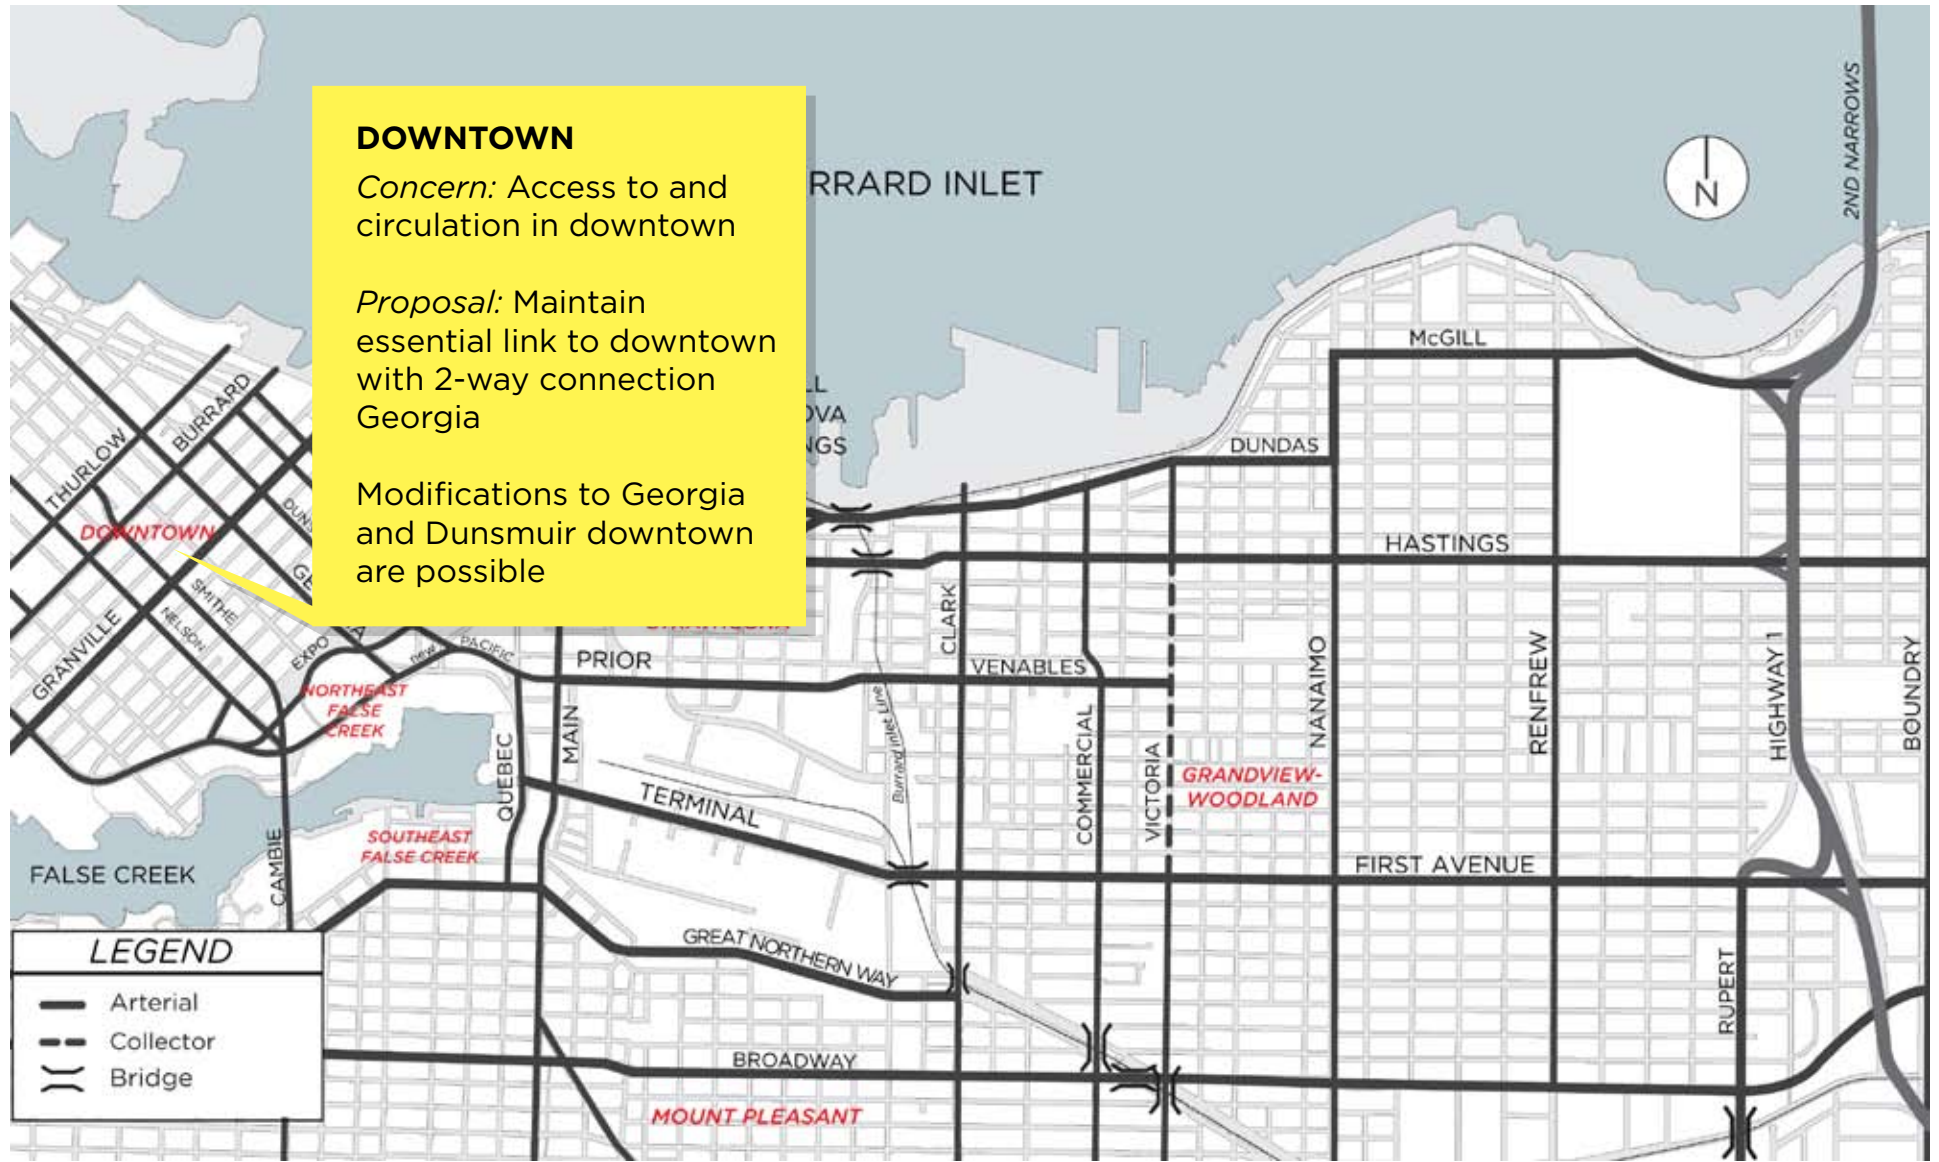 DOWNTOWN
Concern: Access to and
circulation in downtown
Proposal: Maintain
essential link to downtown
with 2-way connection
Georgia
Modifications to Georgia
and Dunsmuir downtown
are possible
RRARD INLET
N
2ND NARROWS
McGILL
DUNDAS
HASTINGS
BURRARD
THURLOW
DOWNTOWN
SMITHE
NELSON
GRANVILLE
EXPO
new
PACIFIC
PRIOR
VENABLES
CLARK
NORTHEAST
FALSE
CREEK
QUEBEC
MAIN
Burrard Inlet Line
COMMERCIAL
VICTORIA
NANAIMO
RENFREW
HIGHWAY 1
BOUNDRY
GRANDVIEW-
WOODLAND
TERMINAL
SOUTHEAST
FALSE CREEK
FALSE CREEK
CAMBIE
FIRST AVENUE
GREAT NORTHERN WAY
RUPERT
BROADWAY
MOUNT PLEASANT
LEGEND
Arterial
Collector
Bridge